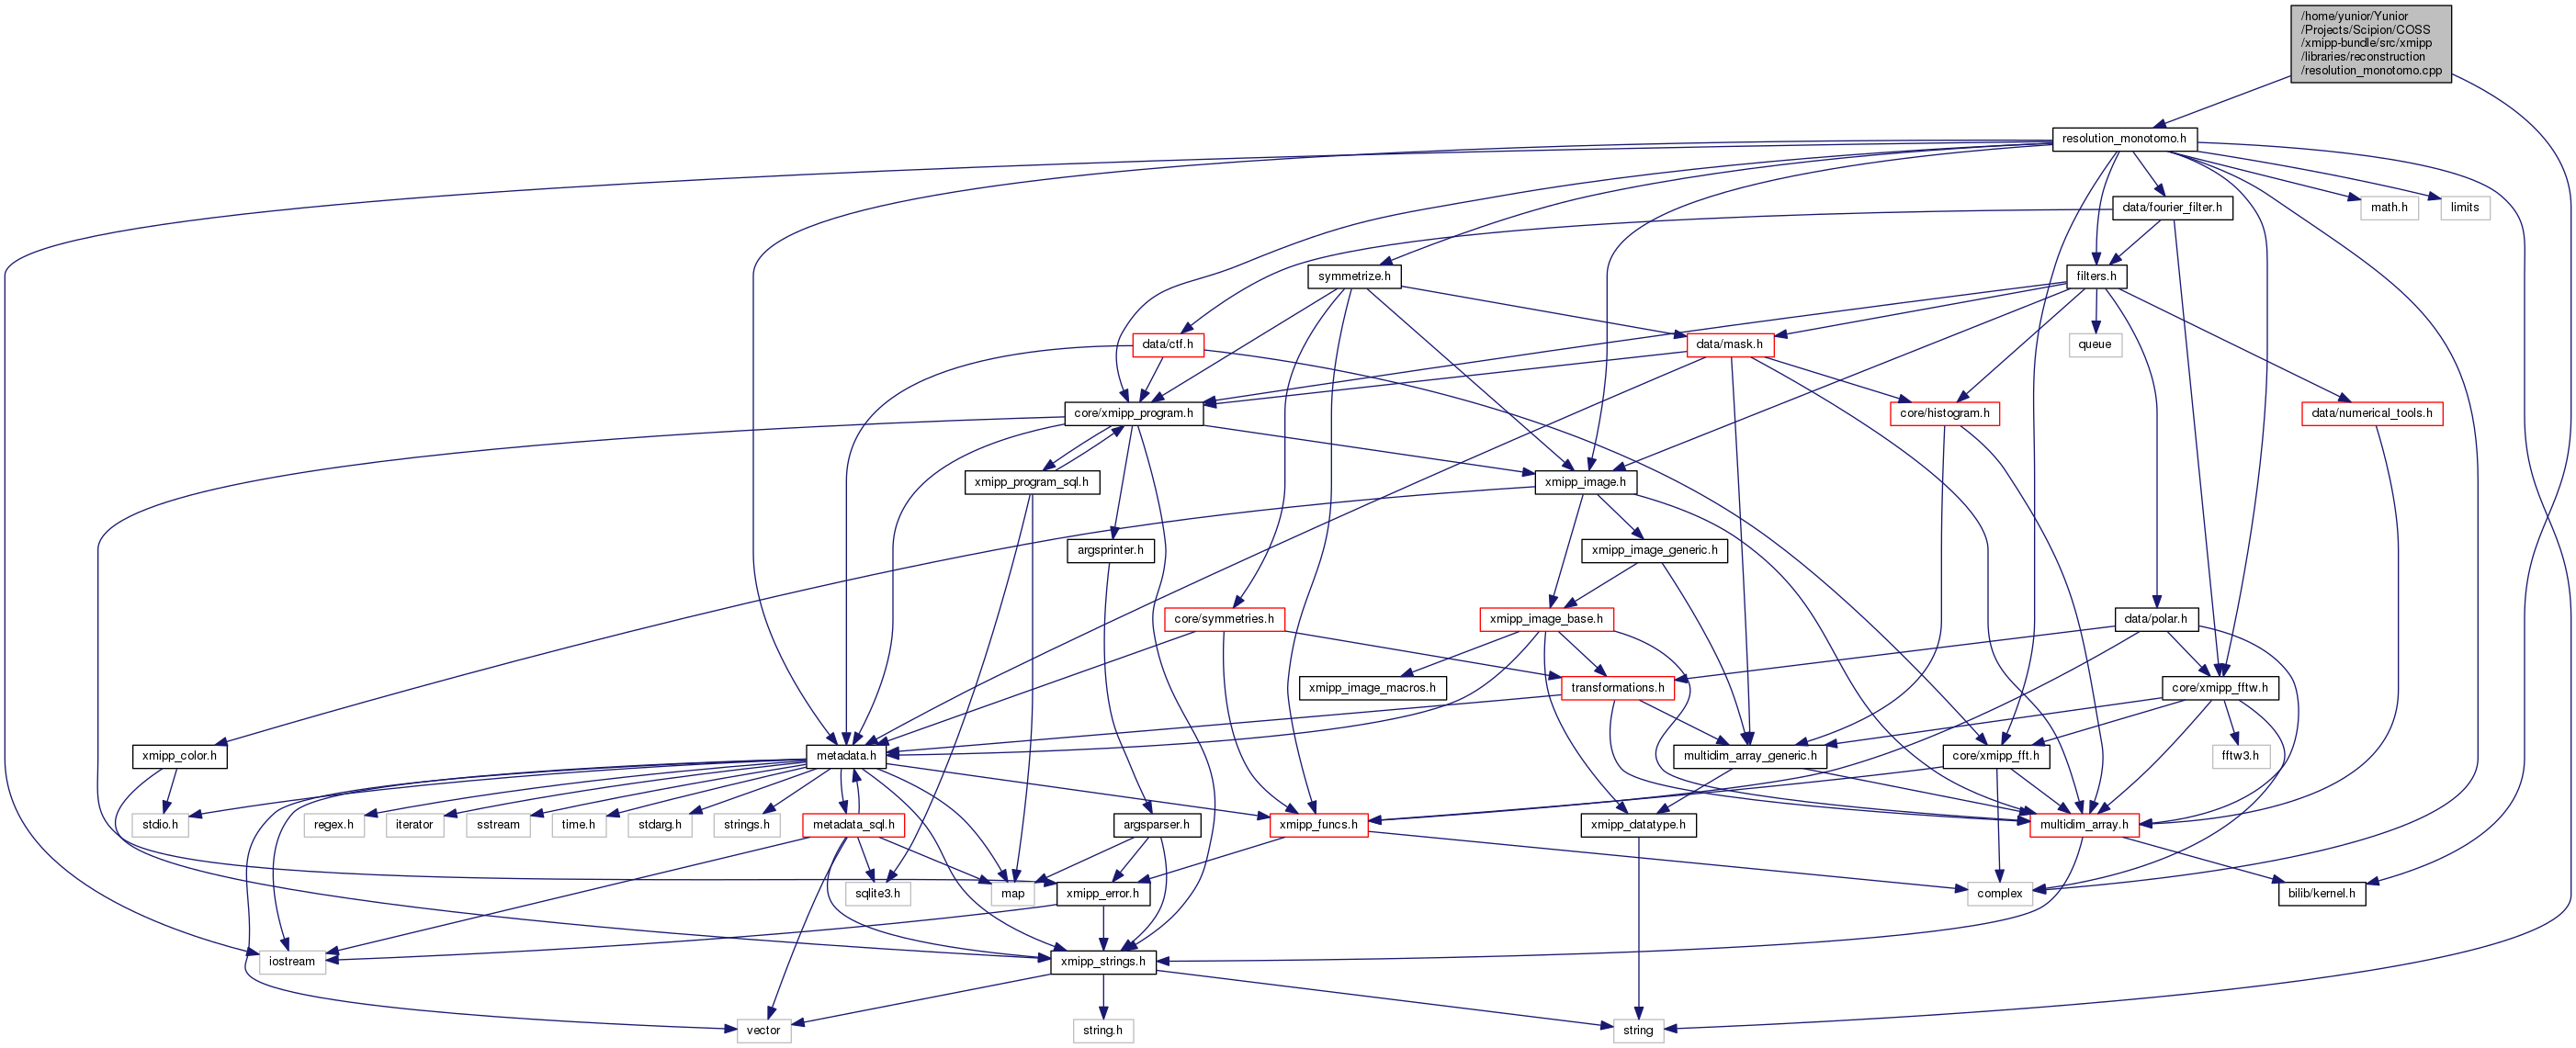 /home/yunior/Yunior
/Projects/Scipion/COSS
/xmipp-bundle/src/xmipp
/libraries/reconstruction
/resolution_monotomo.cpp
resolution_monotomo.h
data/fourier_filter.h
math.h
limits
symmetrize.h
filters.h
data/ctf.h
data/mask.h
queue
core/xmipp_program.h
core/histogram.h
data/numerical_tools.h
xmipp_program_sql.h
xmipp_image.h
argsprinter.h
xmipp_image_generic.h
core/symmetries.h
xmipp_image_base.h
data/polar.h
xmipp_image_macros.h
transformations.h
core/xmipp_fftw.h
xmipp_color.h
metadata.h
multidim_array_generic.h
core/xmipp_fft.h
fftw3.h
stdio.h
regex.h
iterator
sstream
time.h
stdarg.h
strings.h
metadata_sql.h
argsparser.h
xmipp_funcs.h
xmipp_datatype.h
multidim_array.h
sqlite3.h
map
xmipp_error.h
complex
bilib/kernel.h
iostream
xmipp_strings.h
vector
string.h
string